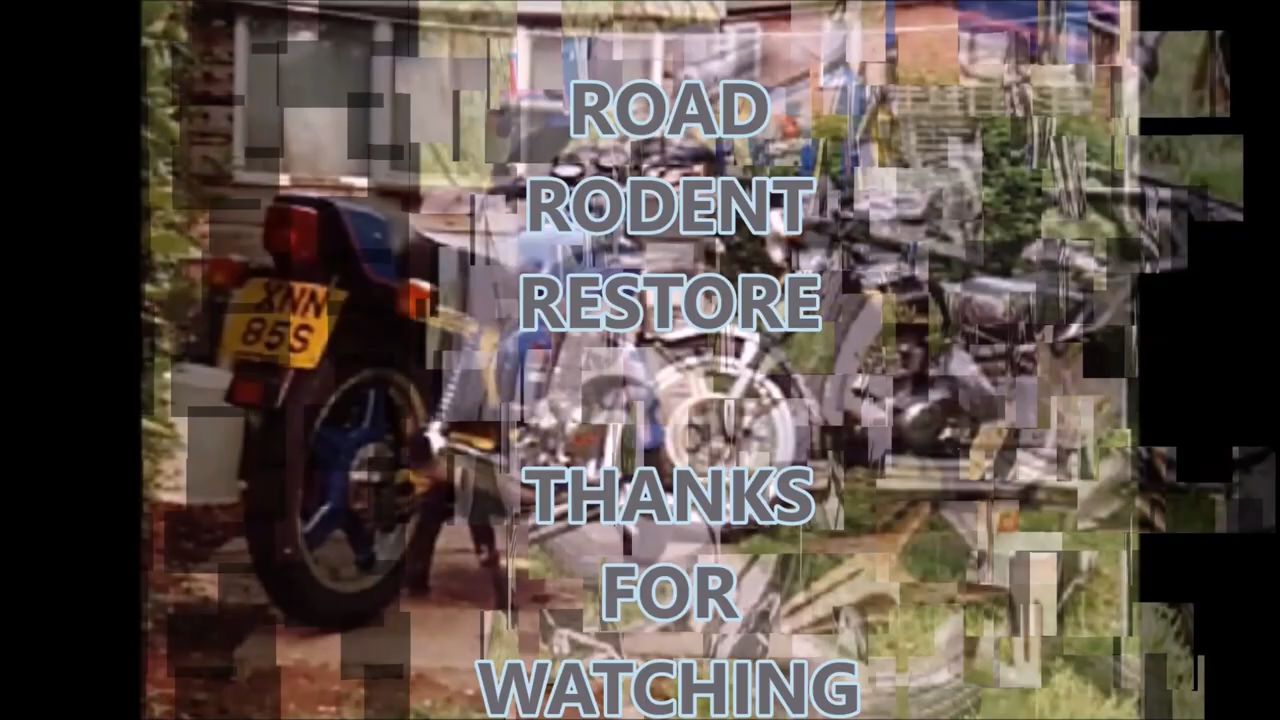 ROAD
RODENT
RESTORE
XNN
85S
THANKS
FOR
WATCHING